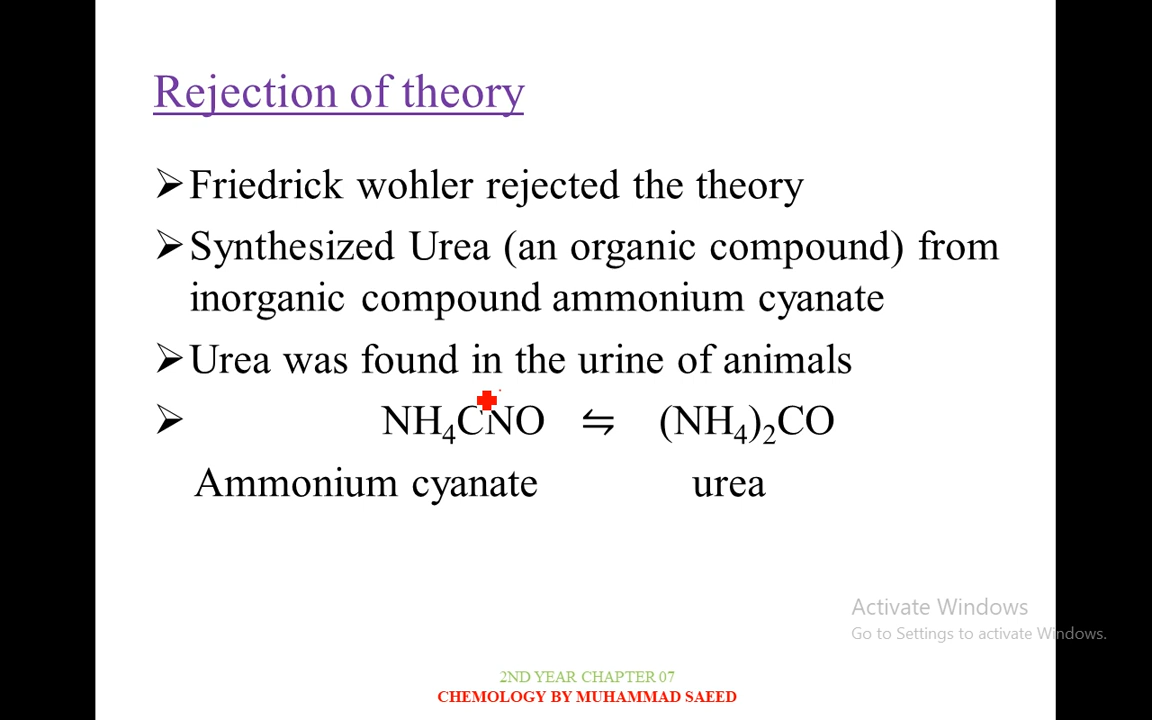 Rejection of theory
➢Friedrick wohler rejected the theory
➢Synthesized Urea (an organic compound) from
inorganic compound ammonium cyanate
➢Urea was found in the urine of animals
➢ NH₄CNO ⇋ (NH₄)₂CO
Ammonium cyanate urea
Activate Windows
Go to Settings to activate Windows.
2ND YEAR CHAPTER 07
CHEMOLOGY BY MUHAMMAD SAEED